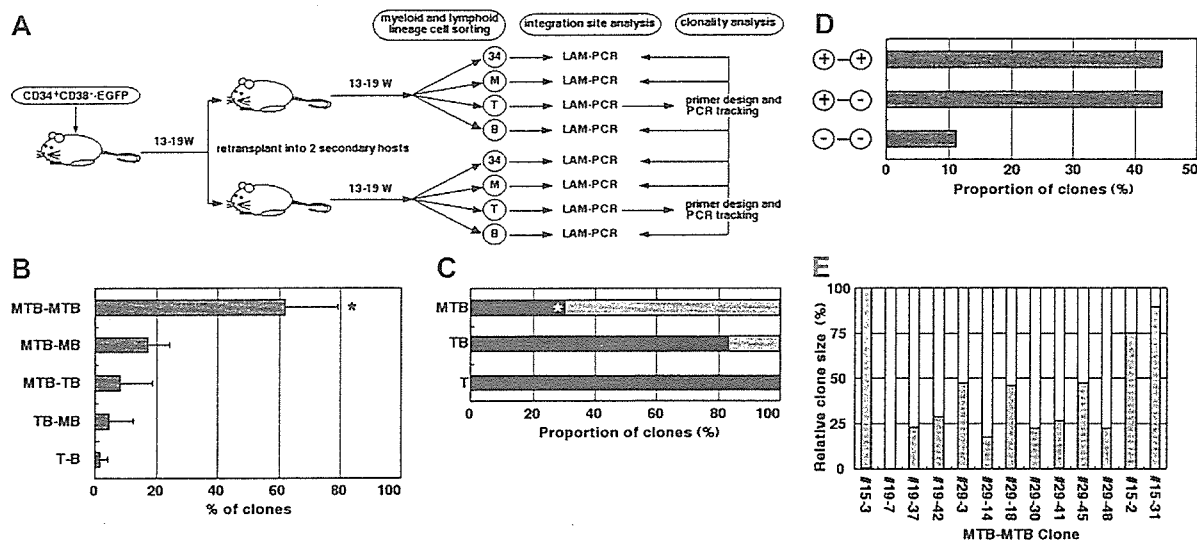 A
myeloid and lymphoid
lineage cell sorting
integration site analysis
clonality analysis
CD34+CD38--EGFP
13-19W
retransplant into 2 secondary hosts
13-19 W
34
LAM-PCR
M
LAM-PCR
T
LAM-PCR
B
LAM-PCR
primer design and
PCR tracking
13-19 W
34
LAM-PCR
M
LAM-PCR
T
LAM-PCR
B
LAM-PCR
primer design and
PCR tracking
B
MTB-MTB
MTB-MB
MTB-TB
TB-MB
T-B
*
0 20 40 60 80 100
% of clones
C
MTB
TB
T
0 20 40 60 80 100
Proportion of clones (%)
D
+ +
+ -
- -
0 10 20 30 40 50
Proportion of clones (%)
E
Relative clone size (%)
100
75
50
25
0
#15-3
#19-7
#19-37
#19-42
#29-3
#29-14
#29-18
#29-30
#29-41
#29-45
#29-48
#15-2
#15-31
MTB-MTB Clone